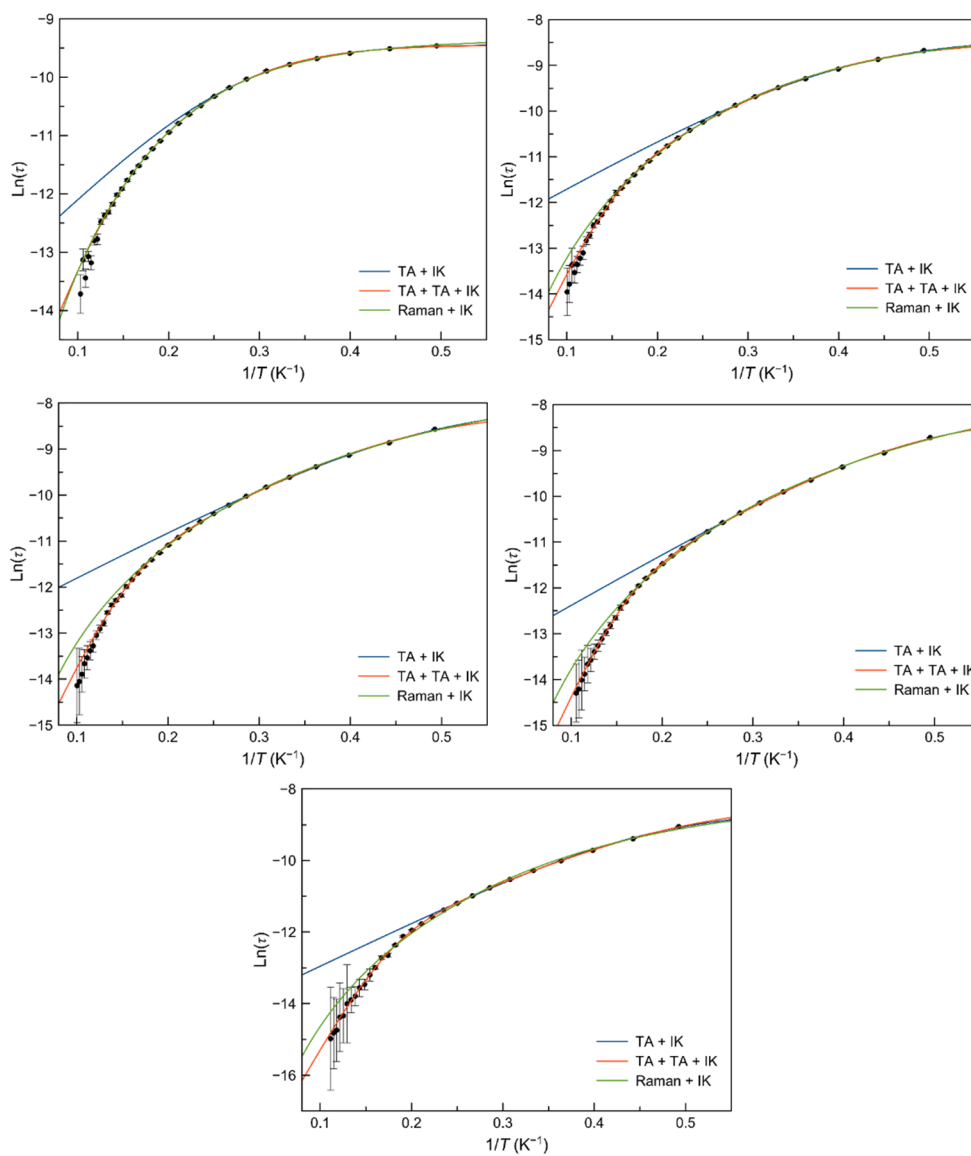 −9
−10
−11
−12
−13
−14
Ln(τ)
0.1 0.2 0.3 0.4 0.5
1/T (K⁻¹)
TA + IK
TA + TA + IK
Raman + IK
−8
−9
−10
−11
−12
−13
−14
−15
Ln(τ)
0.1 0.2 0.3 0.4 0.5
1/T (K⁻¹)
TA + IK
TA + TA + IK
Raman + IK
−8
−9
−10
−11
−12
−13
−14
−15
Ln(τ)
0.1 0.2 0.3 0.4 0.5
1/T (K⁻¹)
TA + IK
TA + TA + IK
Raman + IK
−8
−9
−10
−11
−12
−13
−14
−15
Ln(τ)
0.1 0.2 0.3 0.4 0.5
1/T (K⁻¹)
TA + IK
TA + TA + IK
Raman + IK
−8
−10
−12
−14
−16
Ln(τ)
0.1 0.2 0.3 0.4 0.5
1/T (K⁻¹)
TA + IK
TA + TA + IK
Raman + IK